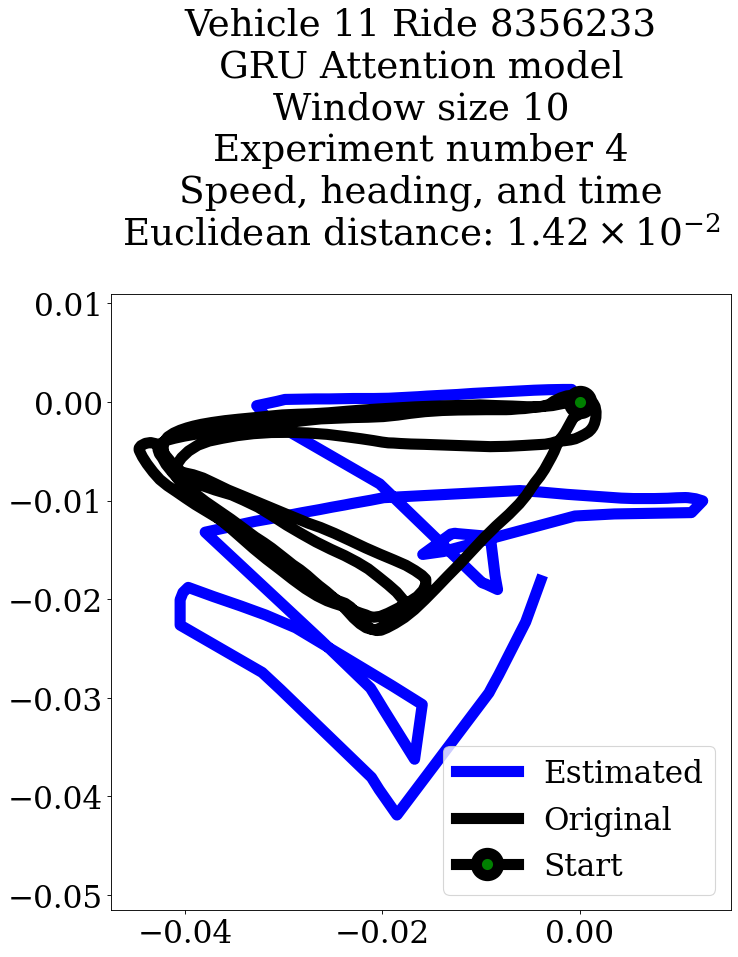 Vehicle 11 Ride 8356233
GRU Attention model
Window size 10
Experiment number 4
Speed, heading, and time
Euclidean distance: 1.42 × 10⁻²
0.01
0.00
−0.01
−0.02
−0.03
−0.04
−0.05
Estimated
Original
Start
−0.04 −0.02 0.00